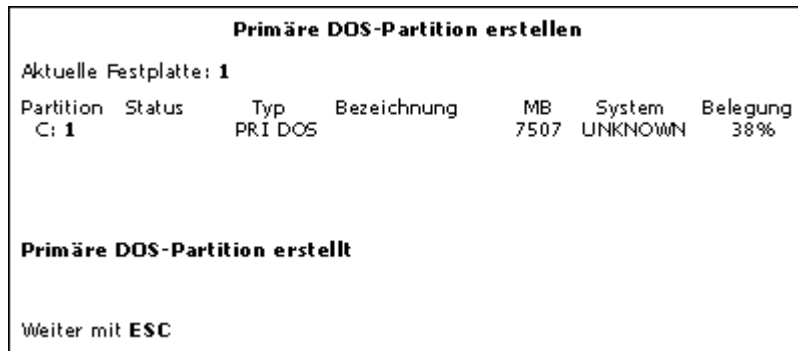 Primäre DOS-Partition erstellen
Aktuelle Festplatte: 1
Partition Status Typ Bezeichnung MB System Belegung
C: 1 PRI DOS 7507 UNKNOWN 38%
Primäre DOS-Partition erstellt
Weiter mit ESC